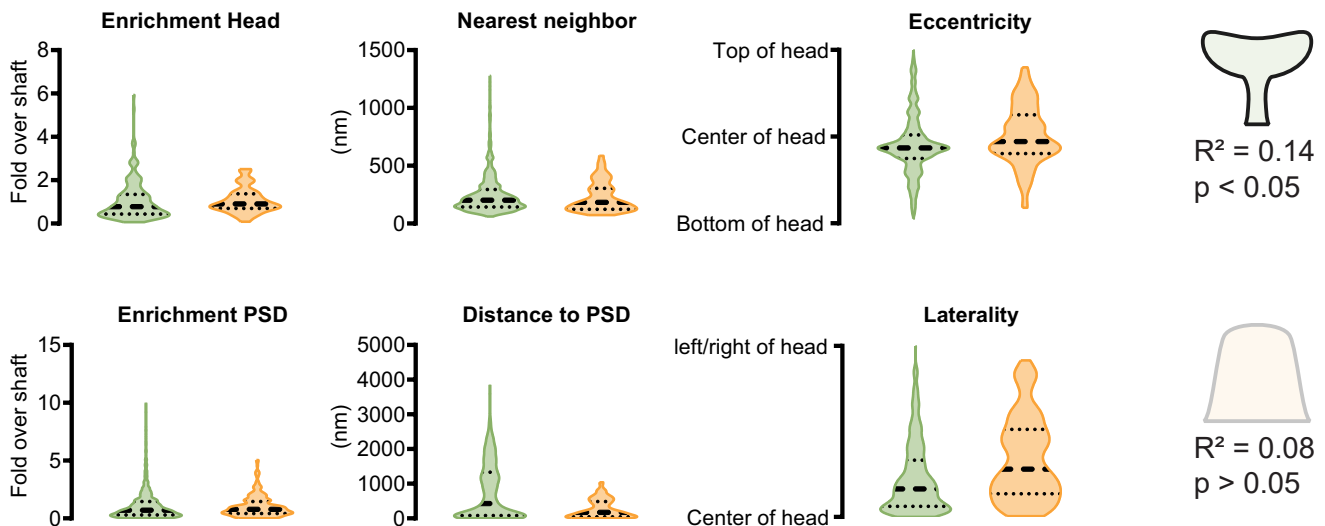 Enrichment Head
Fold over shaft
8
6
4
2
0
Nearest neighbor
(nm)
1500
1000
500
0
Eccentricity
Top of head
Center of head
Bottom of head
R² = 0.14
p < 0.05
Enrichment PSD
Fold over shaft
15
10
5
0
Distance to PSD
(nm)
5000
4000
3000
2000
1000
0
Laterality
left/right of head
Center of head
R² = 0.08
p > 0.05